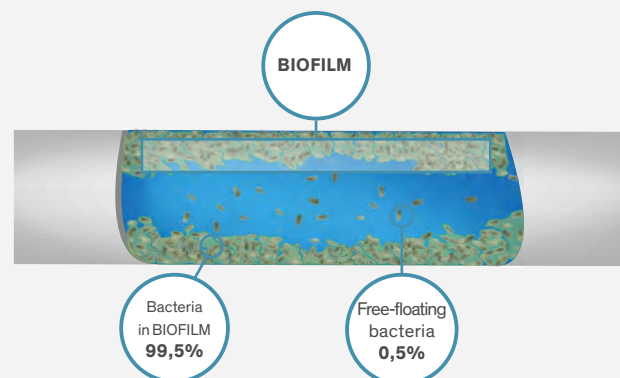 BIOFILM
Bacteria
in BIOFILM
99,5%
Free-floating
bacteria
0,5%